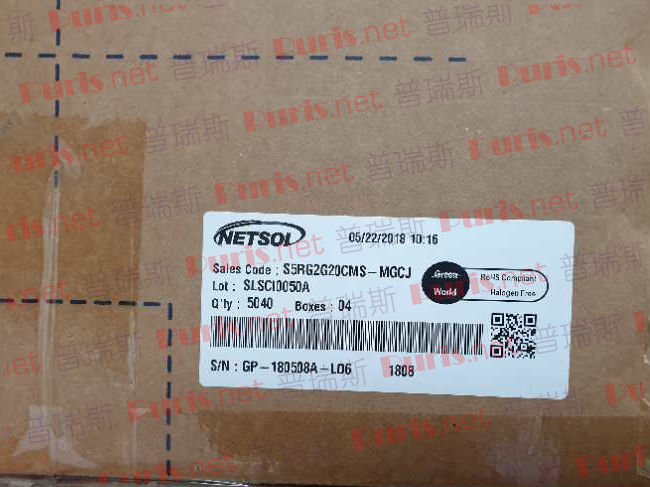 NETSOL
05/22/2018 10:16
Sales Code : S5RG2G20CMS-MGCJ
Lot : SLSCI0050A
Q'ty : 5040 Boxes : 04
Green World
RoHS Compliant
Halogen Free
S/N : GP-180508A-L06 1808
Puris.net 普瑞斯